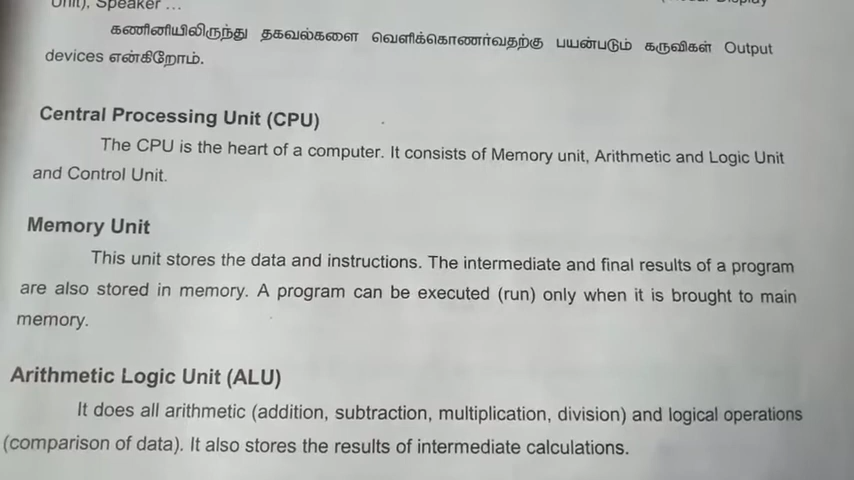 Unit), Speaker ...
Display
கணினியிலிருந்து தகவல்களை வெளிக்கொணர்வதற்கு பயன்படும் கருவிகள் Output
devices என்கிறோம்.
Central Processing Unit (CPU)
The CPU is the heart of a computer. It consists of Memory unit, Arithmetic and Logic Unit
and Control Unit.
Memory Unit
This unit stores the data and instructions. The intermediate and final results of a program
are also stored in memory. A program can be executed (run) only when it is brought to main
memory.
Arithmetic Logic Unit (ALU)
It does all arithmetic (addition, subtraction, multiplication, division) and logical operations
(comparison of data). It also stores the results of intermediate calculations.